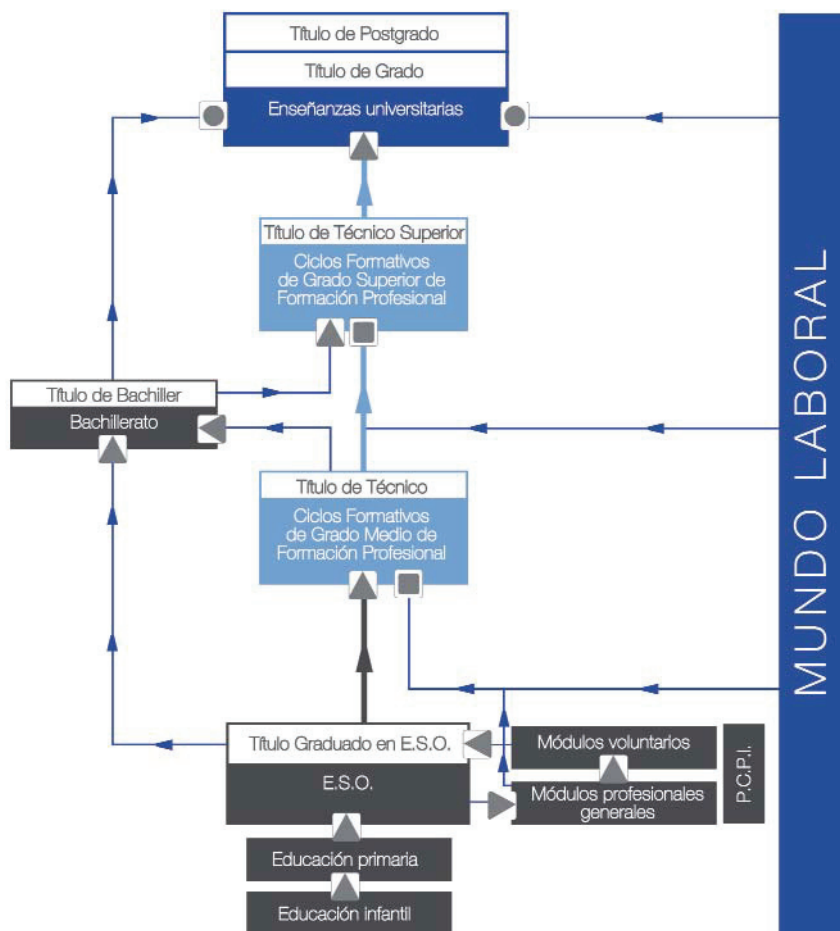 Título de Postgrado
Título de Grado
Enseñanzas universitarias
Título de Técnico Superior
Ciclos Formativos
de Grado Superior de
Formación Profesional
Título de Bachiller
Bachillerato
Título de Técnico
Ciclos Formativos
de Grado Medio de
Formación Profesional
Título Graduado en E.S.O.
E.S.O.
Módulos voluntarios
Módulos profesionales
generales
P.C.P.I.
Educación primaria
Educación infantil
MUNDO LABORAL